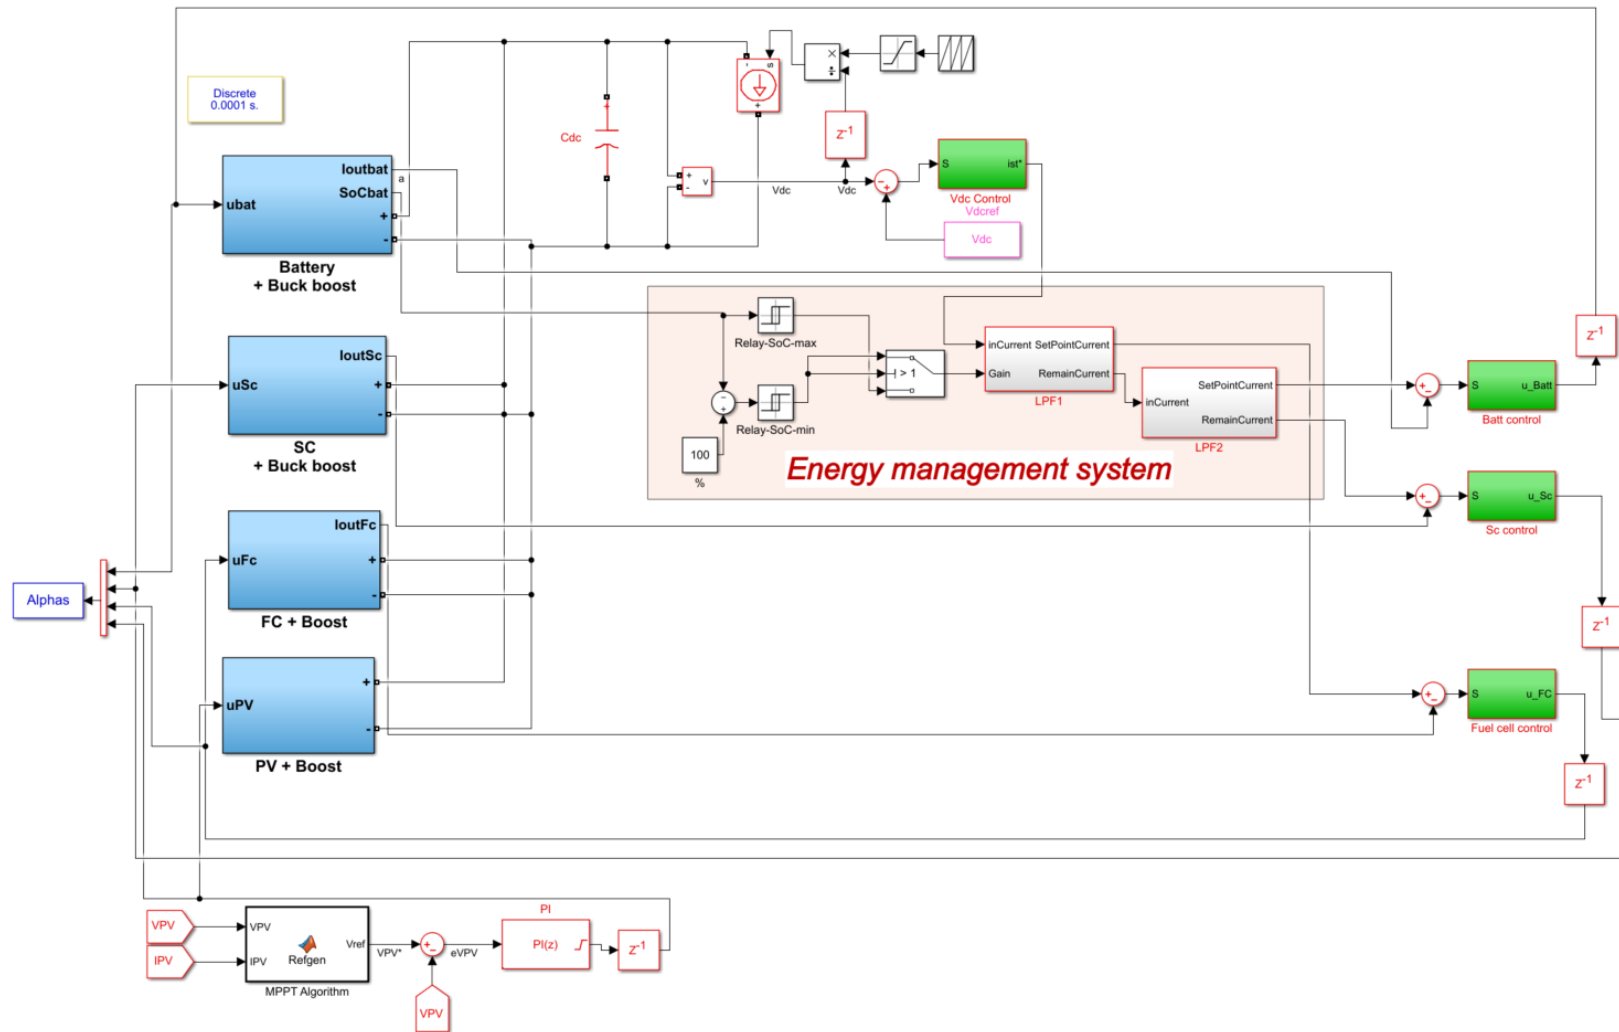 Discrete
0.0001 s.
ubat
Ioutbat
a
SoCbat
+
-
Battery
+ Buck boost
Cdc
+
-
s
+
×
÷
z-1
+
-
v
Vdc
Vdc
-
+
S
ist*
Vdc Control
Vdcref
Vdc
uSc
IoutSc
+
-
SC
+ Buck boost
Relay-SoC-max
-
+
Relay-SoC-min
> 1
100
%
inCurrent SetPointCurrent
Gain RemainCurrent
LPF1
SetPointCurrent
inCurrent
RemainCurrent
LPF2
Energy management system
z-1
+
-
S
u_Batt
Batt control
+
-
S
u_Sc
Sc control
z-1
uFc
IoutFc
+
-
FC + Boost
Alphas
uPV
+
-
PV + Boost
+
-
S
u_FC
Fuel cell control
z-1
VPV
IPV
VPV
IPV
Vref
Refgen
MPPT Algorithm
VPV*
+
-
eVPV
VPV
PI
PI(z)
z-1